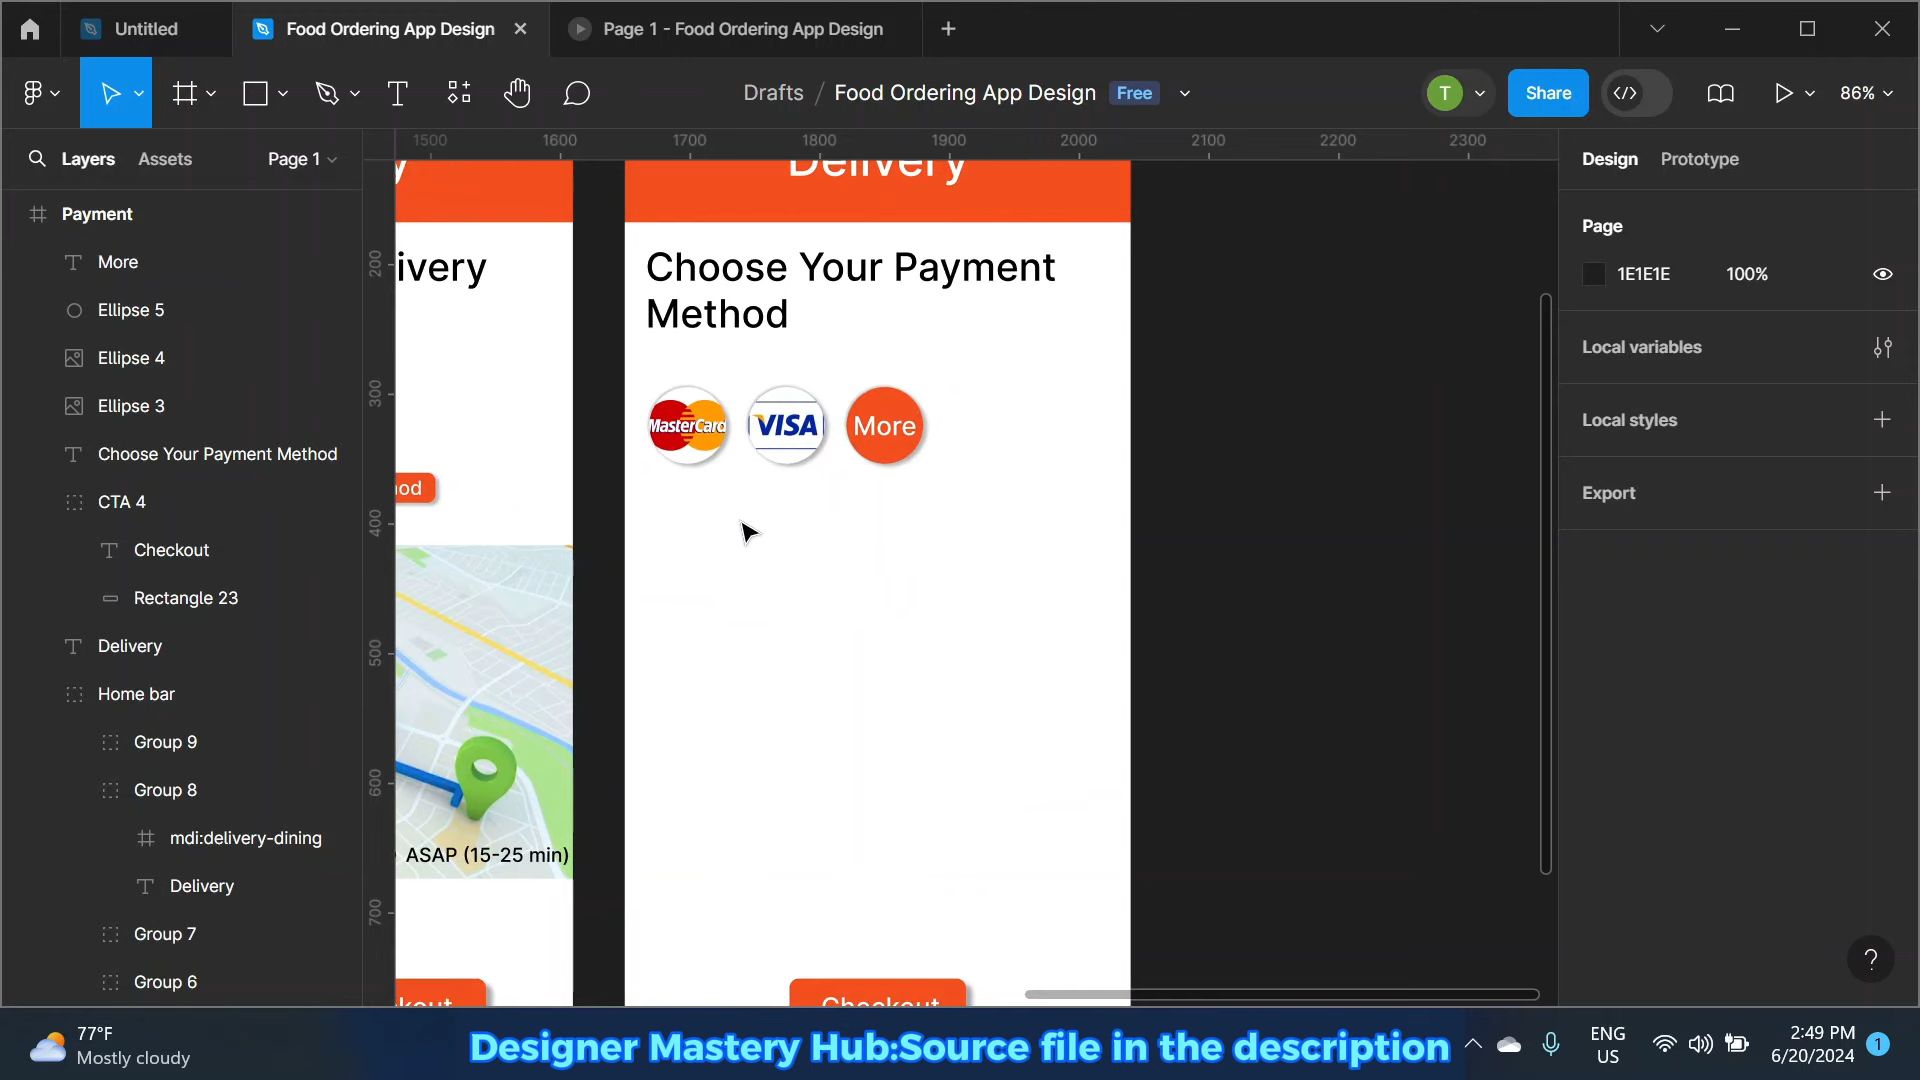 Untitled
Food Ordering App Design
Page 1 - Food Ordering App Design
Drafts / Food Ordering App Design Free
T
Share
86%
Layers
Assets
Page 1
1500 1600 1700 1800 1900 2000 2100 2200 2300
Design
Prototype
Payment
More
Ellipse 5
Ellipse 4
Ellipse 3
Choose Your Payment Method
CTA 4
Checkout
Rectangle 23
Delivery
Home bar
Group 9
Group 8
mdi:delivery-dining
Delivery
Group 7
Group 6
200
300
400
500
600
700
y
ivery
od
ASAP (15-25 min)
kout
Delivery
Choose Your Payment
Method
MasterCard
VISA
More
Checkout
Page
1E1E1E 100%
Local variables
Local styles
Export
?
77°F
Mostly cloudy
Designer Mastery Hub:Source file in the description
ENG
US
2:49 PM
6/20/2024
1